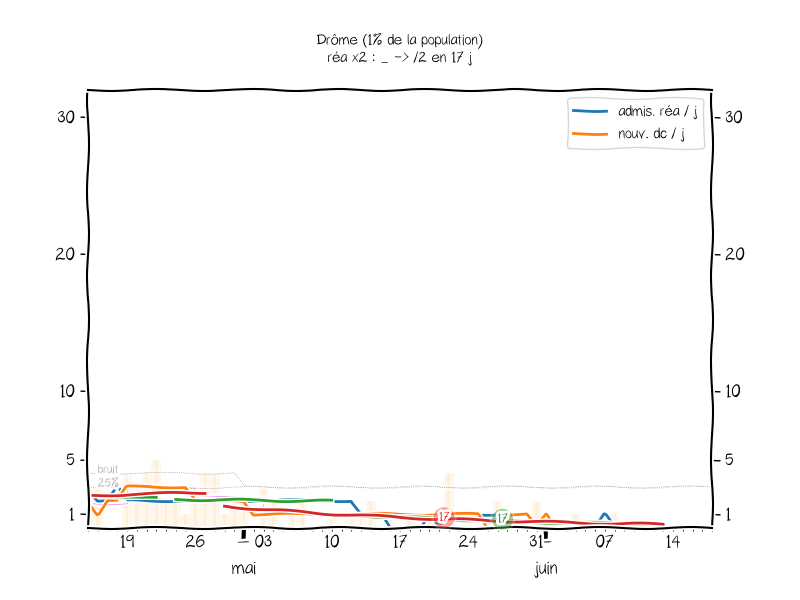 Drôme (1% de la population)
réa x2 : _ -> /2 en 17 j
admis. réa / j
nouv. dc / j
30
30
20
20
10
10
5
5
1
1
bruit
25%
17
17
19 26 03 10 17 24 31 07 14
mai juin